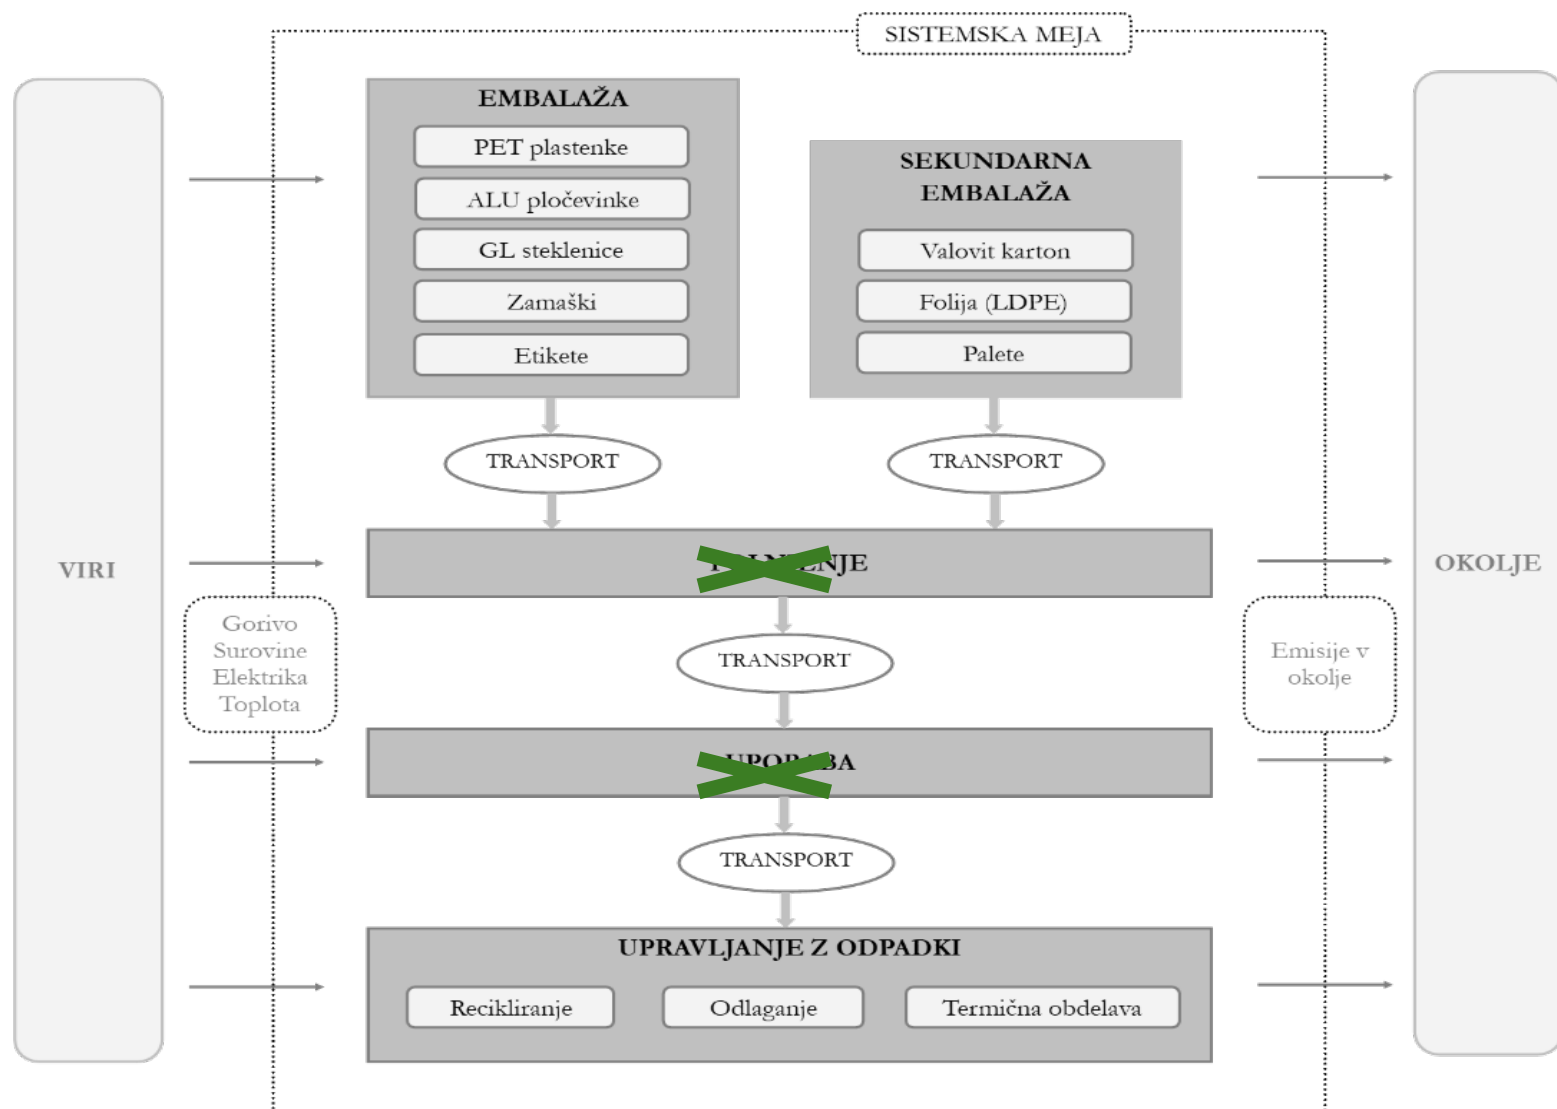 SISTEMSKA MEJA
EMBALAŽA
PET plastenke
ALU pločevinke
GL steklenice
Zamaški
Etikete
SEKUNDARNA
EMBALAŽA
Valovit karton
Folija (LDPE)
Palete
TRANSPORT
TRANSPORT
VIRI
OKOLJE
Gorivo
Surovine
Elektrika
Toplota
Emisije v
okolje
TRANSPORT
UPORABA
TRANSPORT
UPRAVLJANJE Z ODPADKI
Recikliranje
Odlaganje
Termična obdelava